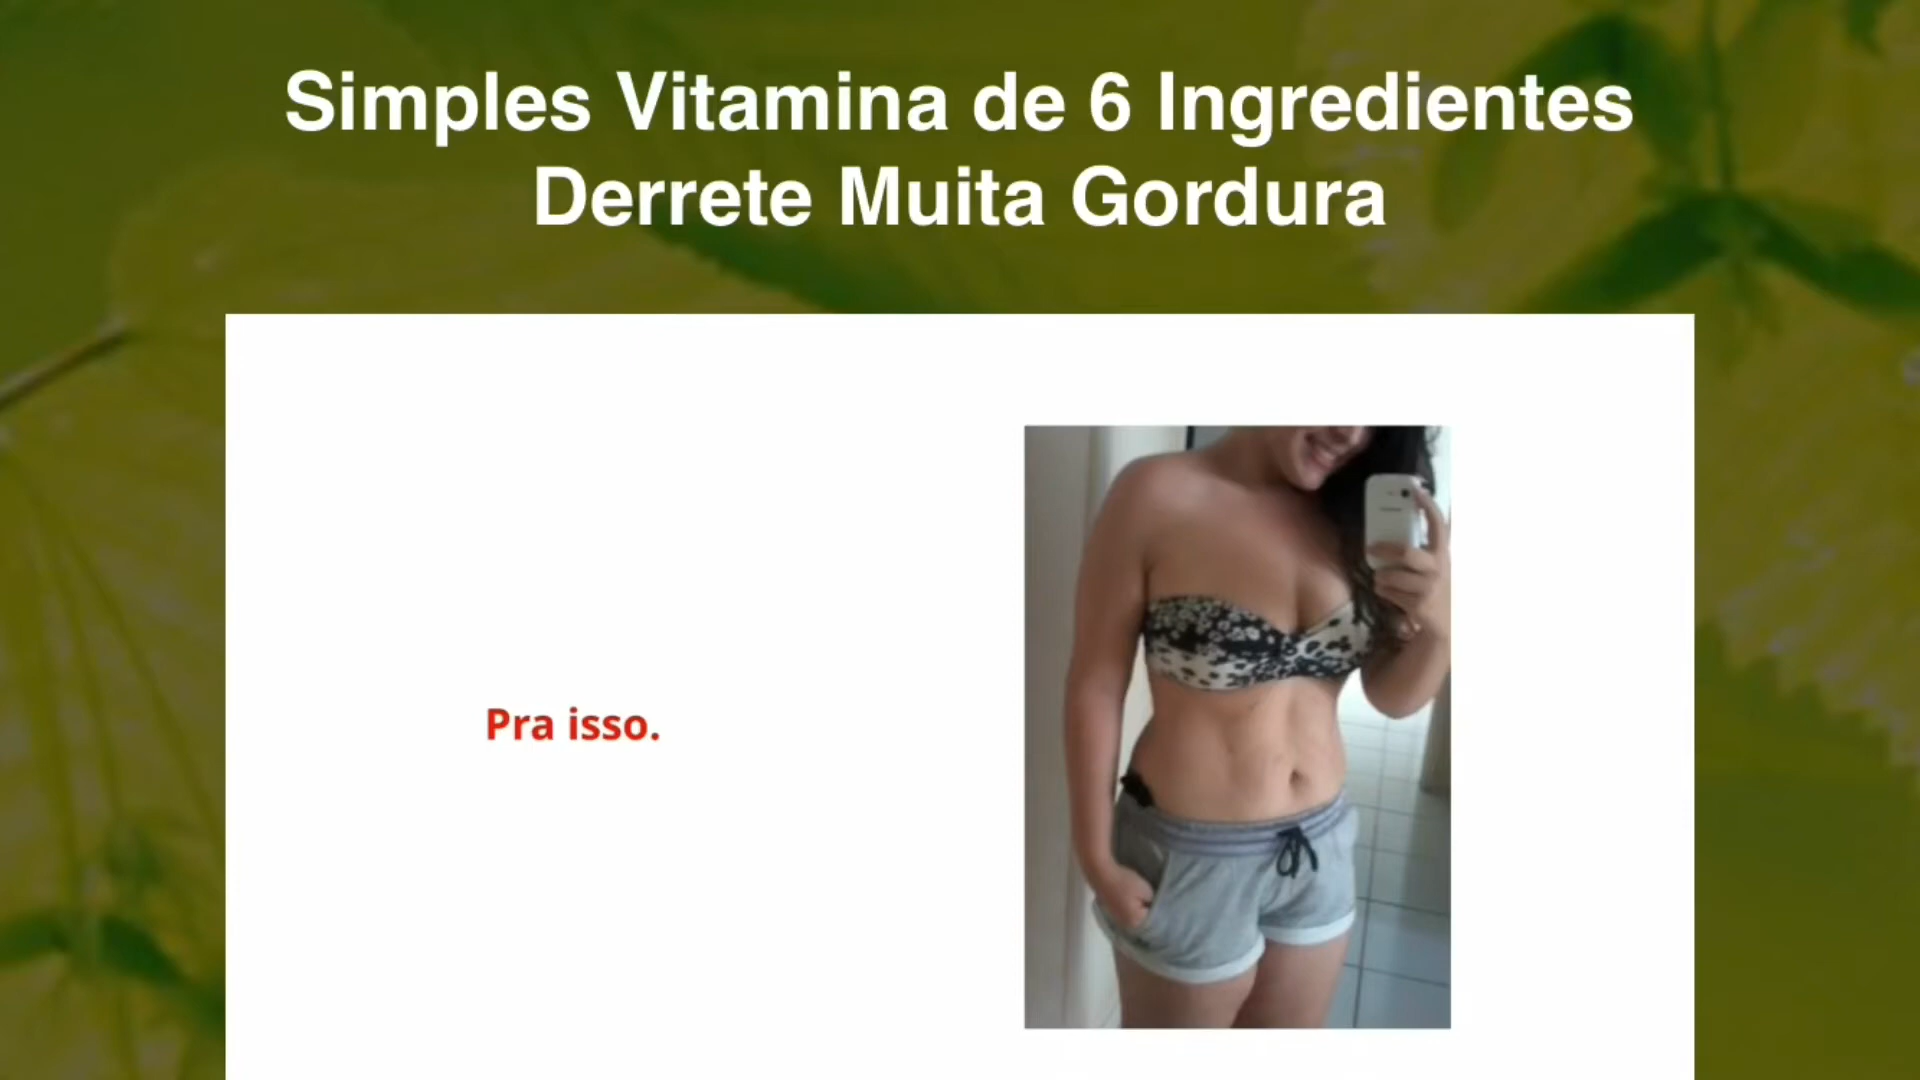 Simples Vitamina de 6 Ingredientes
Derrete Muita Gordura
Pra isso.